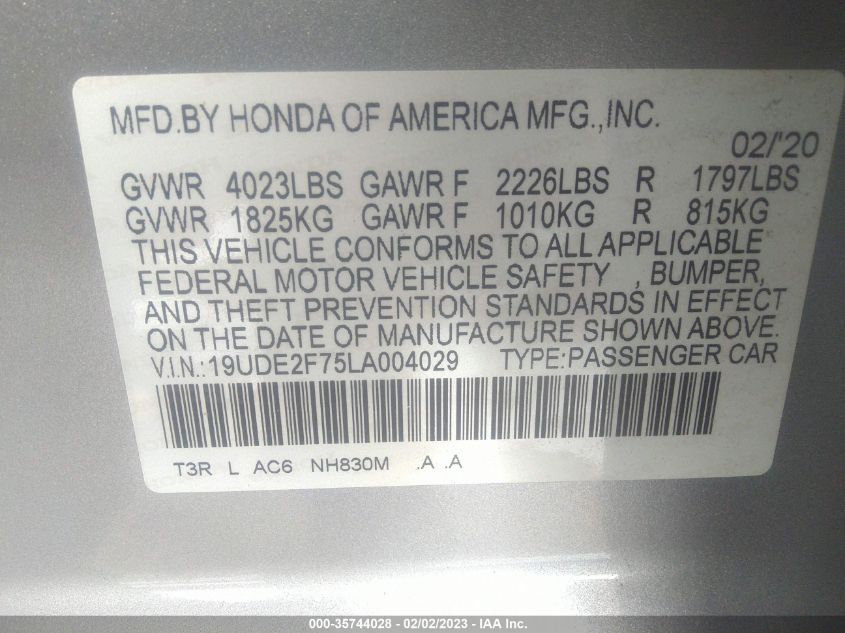 MFD.BY HONDA OF AMERICA MFG.,INC.
02/'20
GVWR 4023LBS GAWR F 2226LBS R 1797LBS
GVWR 1825KG GAWR F 1010KG R 815KG
THIS VEHICLE CONFORMS TO ALL APPLICABLE
FEDERAL MOTOR VEHICLE SAFETY , BUMPER,
AND THEFT PREVENTION STANDARDS IN EFFECT
ON THE DATE OF MANUFACTURE SHOWN ABOVE.
V.I.N.:19UDE2F75LA004029 TYPE:PASSENGER CAR
T3R L AC6 NH830M .A .A
000-35744028 - 02/02/2023 - IAA Inc.